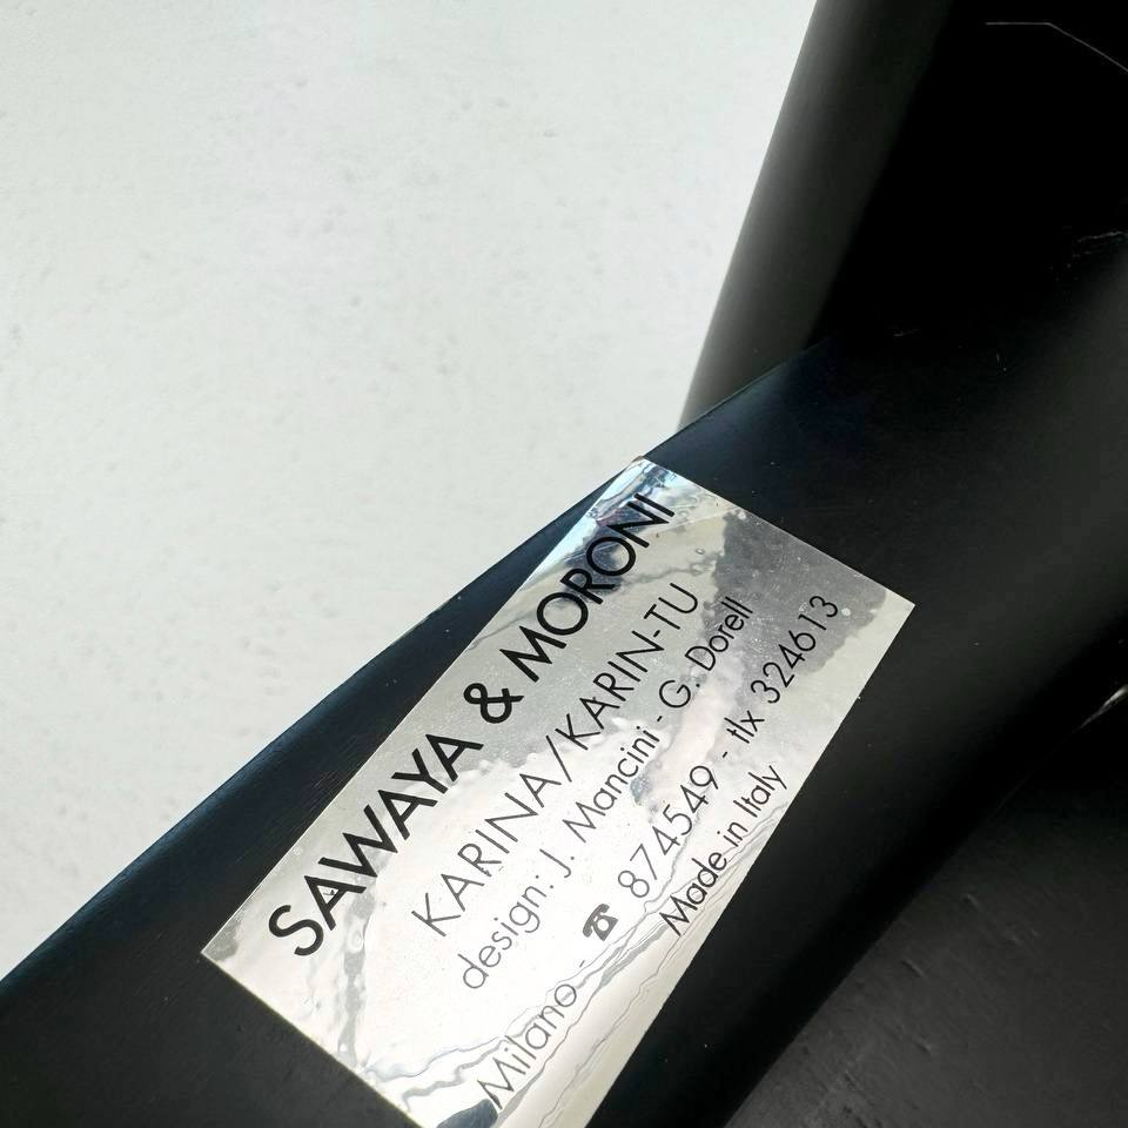 SAWAYA & MORONI
KARINA/KARIN-TU
design: J. Mancini - G. Dorell
Milano - ☎ 874549 - tlx 324613
Made in Italy